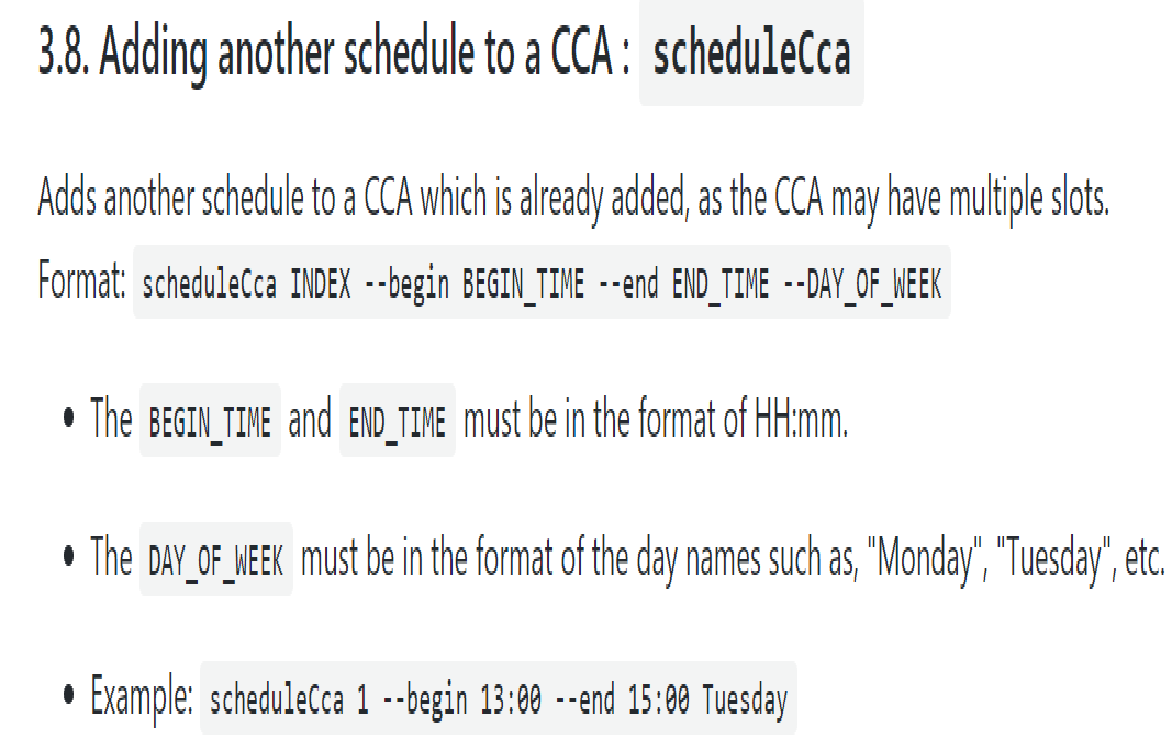 3.8. Adding another schedule to a CCA : scheduleCca
Adds another schedule to a CCA which is already added, as the CCA may have multiple slots.
Format: scheduleCca INDEX --begin BEGIN_TIME --end END_TIME --DAY_OF_WEEK
• The BEGIN_TIME and END_TIME must be in the format of HH:mm.
• The DAY_OF_WEEK must be in the format of the day names such as, "Monday", "Tuesday", etc.
• Example: scheduleCca 1 --begin 13:00 --end 15:00 Tuesday